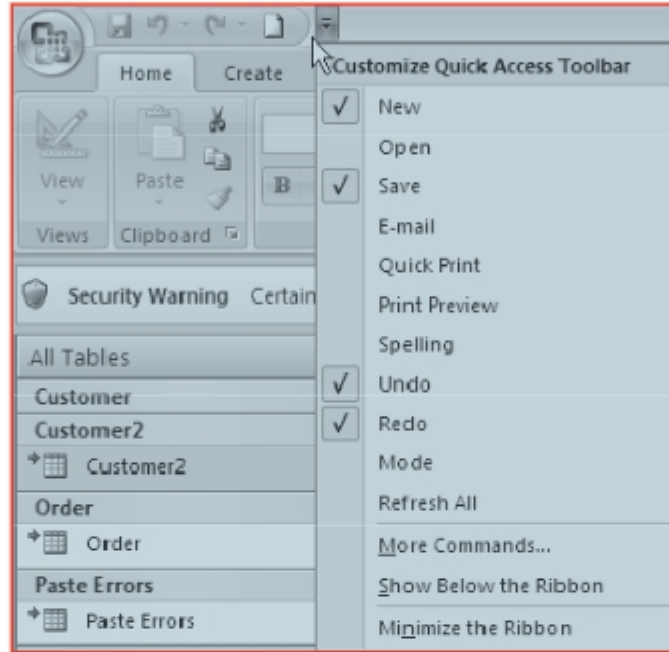 Home Create
Customize Quick Access Toolbar
New
Open
Save
E-mail
Quick Print
Print Preview
Spelling
Undo
Redo
Mode
Refresh All
More Commands...
Show Below the Ribbon
Minimize the Ribbon
View
Paste
B
Views
Clipboard
Security Warning Certain
All Tables
Customer
Customer2
Customer2
Order
Order
Paste Errors
Paste Errors